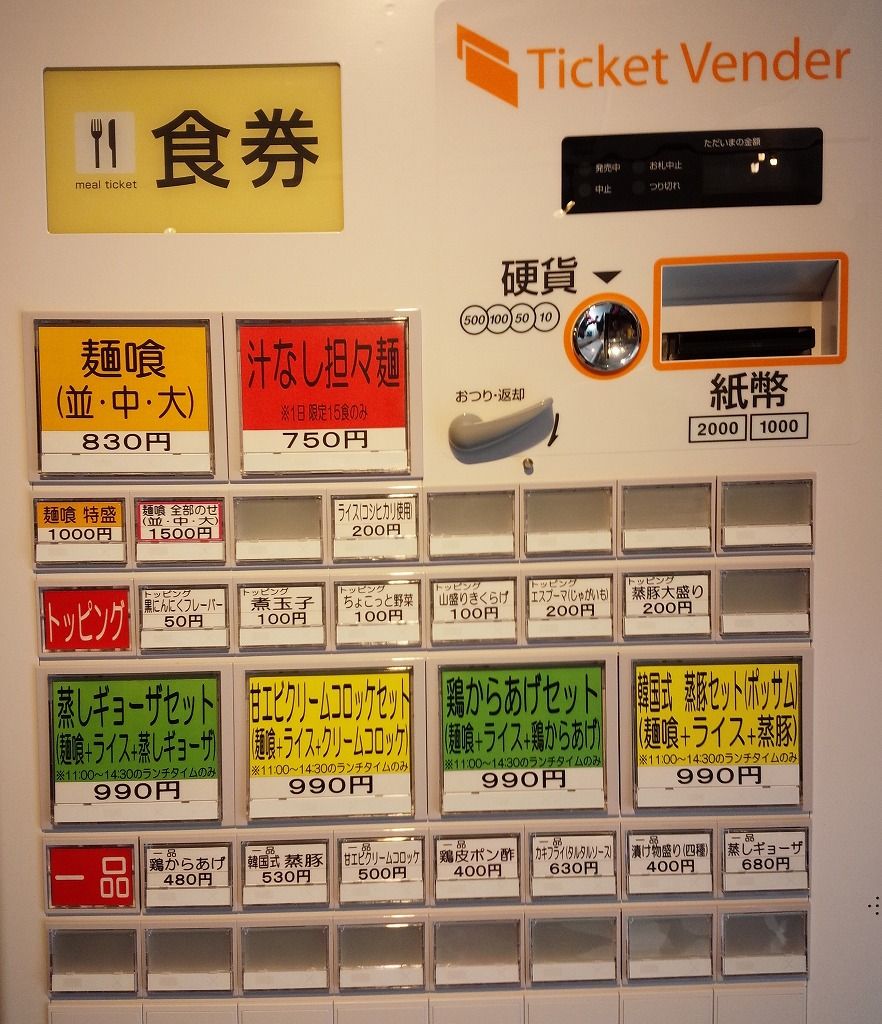 Ticket Vender
食券
meal ticket
ただいまの金額
発売中 お札中止
中止 つり切れ
硬貨
500 100 50 10
おつり・返却
紙幣
2000 1000
麺喰
(並・中・大)
830円
汁なし担々麺
※1日 限定15食のみ
750円
麺喰 特盛
1000円
麺喰 全部のせ
(並・中・大)
1500円
ライス(コシヒカリ使用)
200円
トッピング
トッピング
黒にんにくフレーバー
50円
トッピング
煮玉子
100円
トッピング
ちょこっと野菜
100円
トッピング
山盛りきくらげ
100円
トッピング
エスプーマ(じゃがいも)
200円
トッピング
蒸豚大盛り
200円
蒸しギョーザセット
(麺喰+ライス+蒸しギョーザ)
※11:00~14:30のランチタイムのみ
990円
甘エビクリームコロッケセット
(麺喰+ライス+クリームコロッケ)
※11:00~14:30のランチタイムのみ
990円
鶏からあげセット
(麺喰+ライス+鶏からあげ)
※11:00~14:30のランチタイムのみ
990円
韓国式 蒸豚セット(ポッサム)
(麺喰+ライス+蒸豚)
※11:00~14:30のランチタイムのみ
990円
一品
一品
鶏からあげ
480円
一品
韓国式 蒸豚
530円
一品
甘エビクリームコロッケ
500円
一品
鶏皮ポン酢
400円
一品
カキフライ(タルタルソース)
630円
一品
漬け物盛り(四種)
400円
一品
蒸しギョーザ
680円